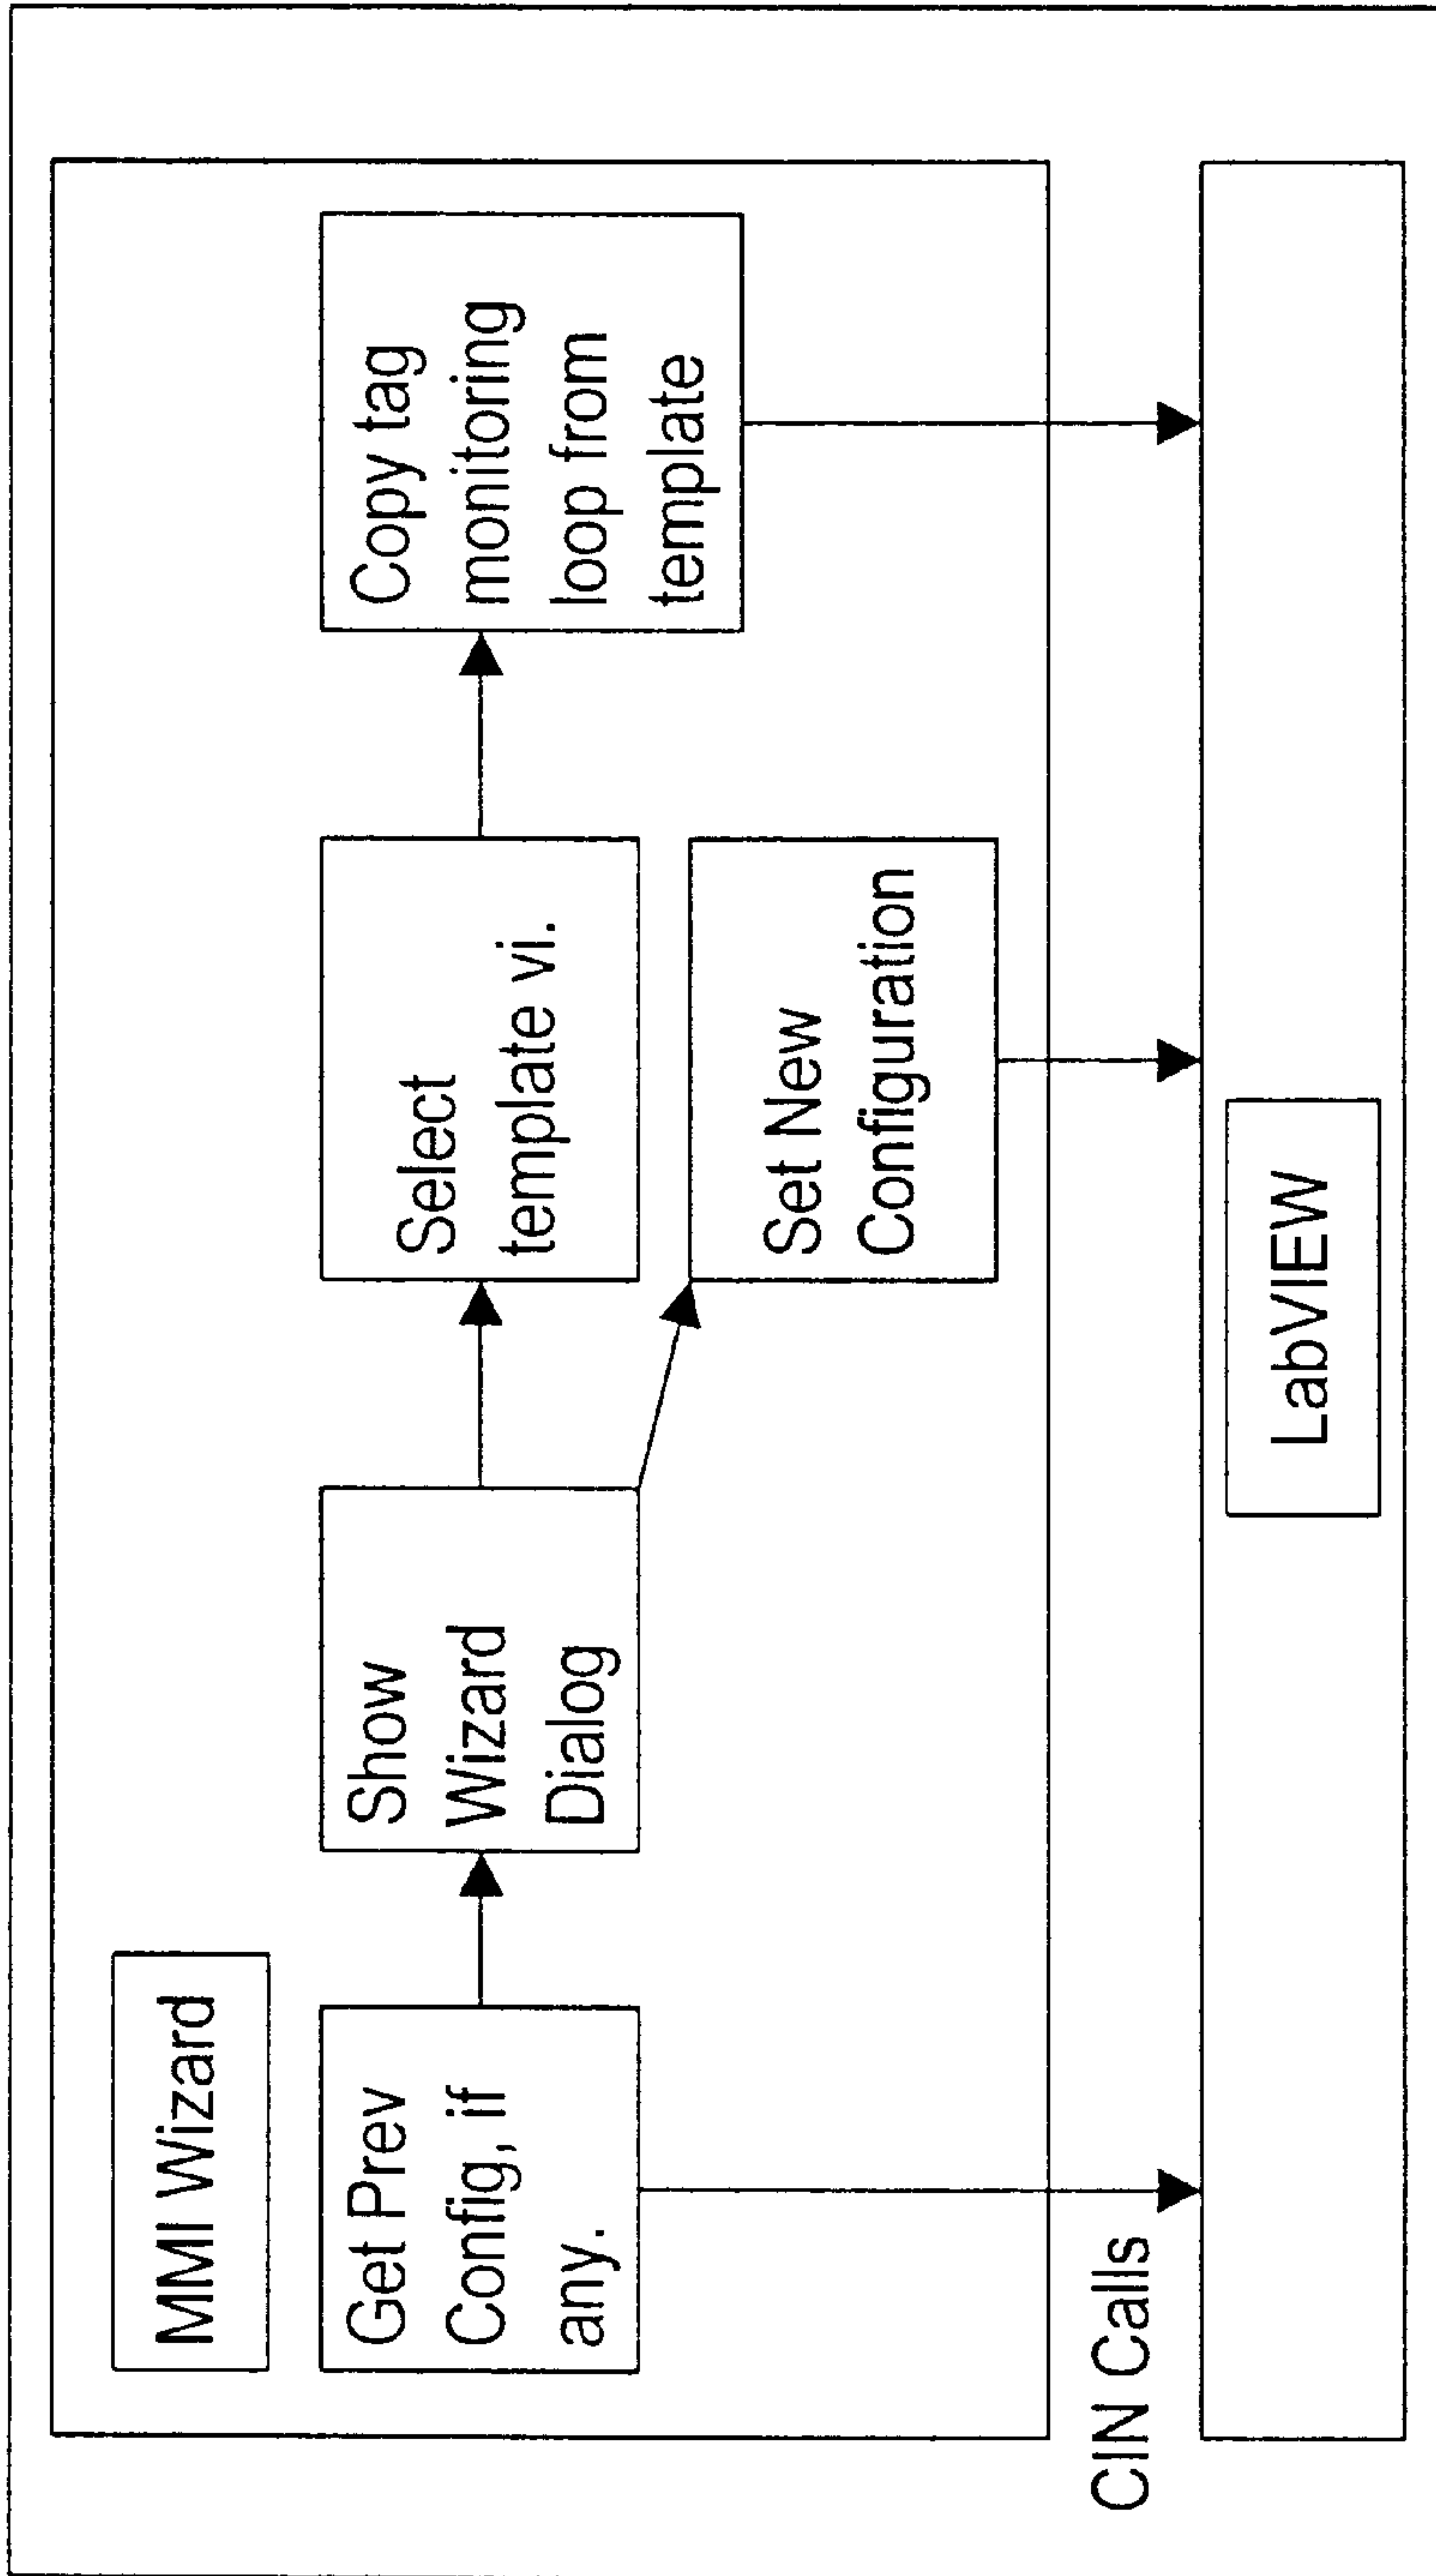 MMI Wizard
Get Prev
Config, if
any.
Show
Wizard
Dialog
Select
template vi.
Copy tag
monitoring
loop from
template
Set New
Configuration
CIN Calls
LabVIEW